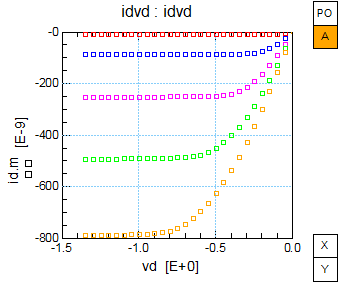 idvd : idvd
PO
A
-0
-200
-400
-600
-800
id.m [E-9]
-1.5
-1.0
-0.5
0.0
vd [E+0]
X
Y